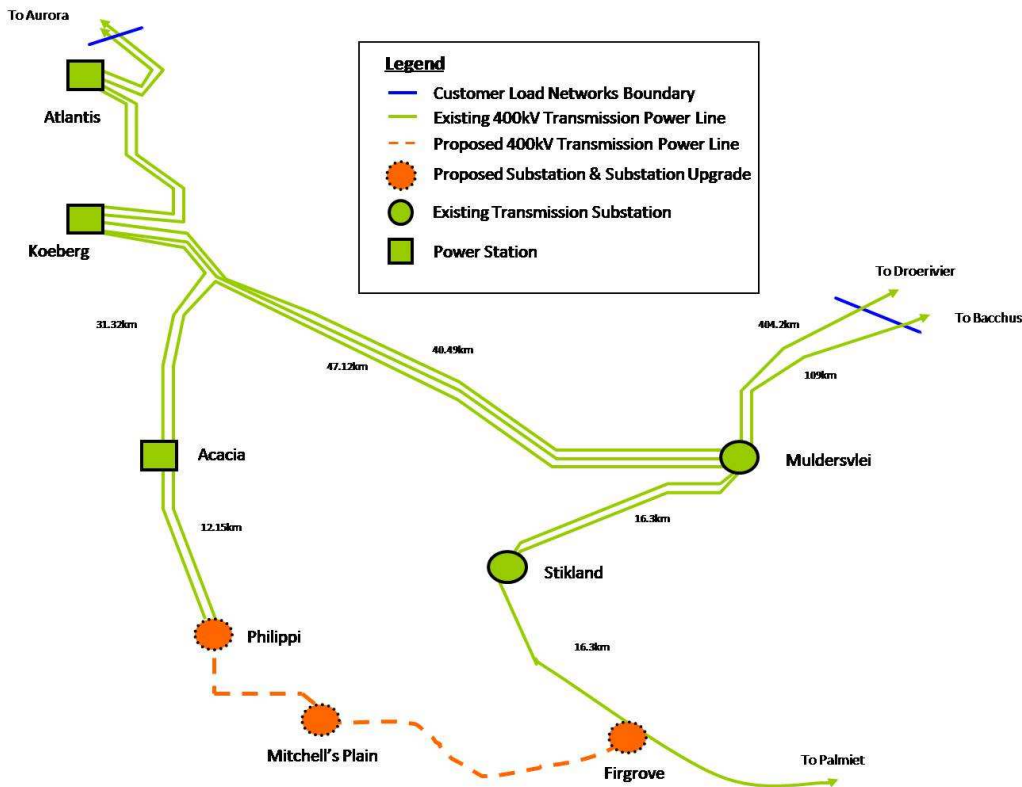 To Aurora
Atlantis
Legend
Customer Load Networks Boundary
Existing 400kV Transmission Power Line
Proposed 400kV Transmission Power Line
Proposed Substation & Substation Upgrade
Existing Transmission Substation
Power Station
Koeberg
To Droerivier
To Bacchus
31.32km
404.2km
40.49km
47.12km
109km
Acacia
Muldersvlei
12.15km
16.3km
Stikland
Philippi
16.3km
Mitchell's Plain
Firgrove
To Palmiet